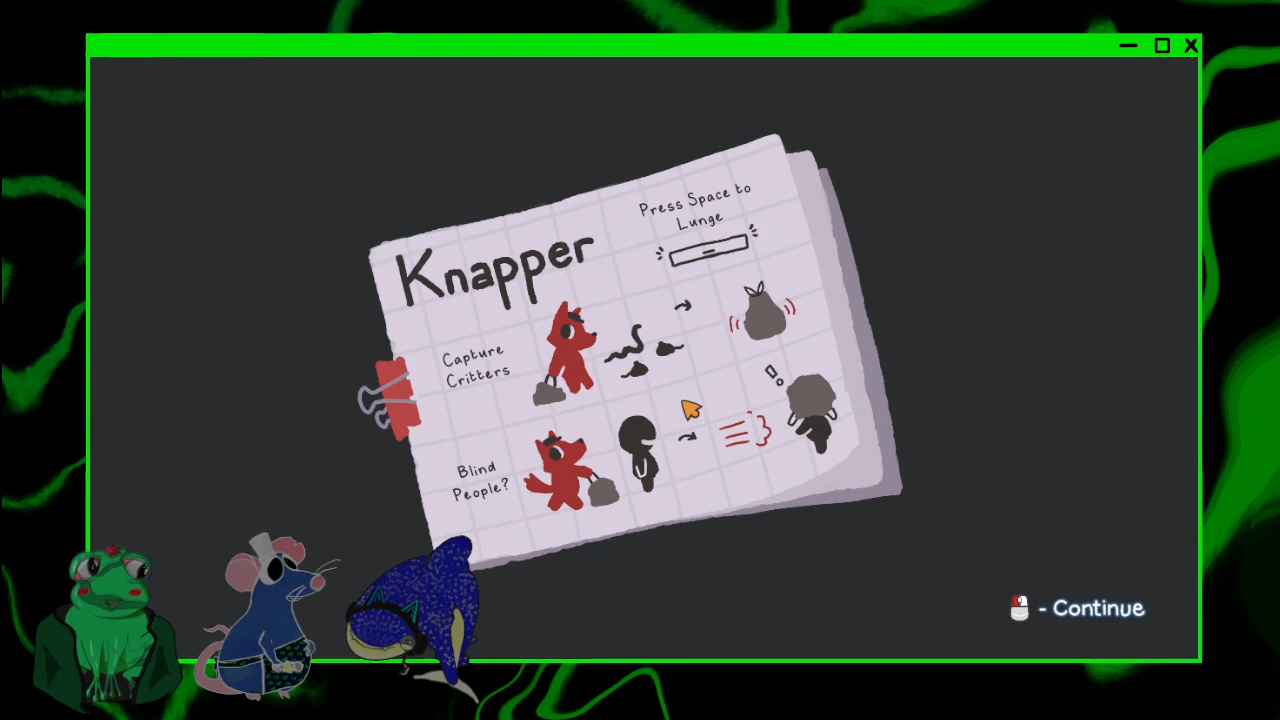 Press Space to
Lunge
Knapper
Capture
Critters
Blind
People?
- Continue